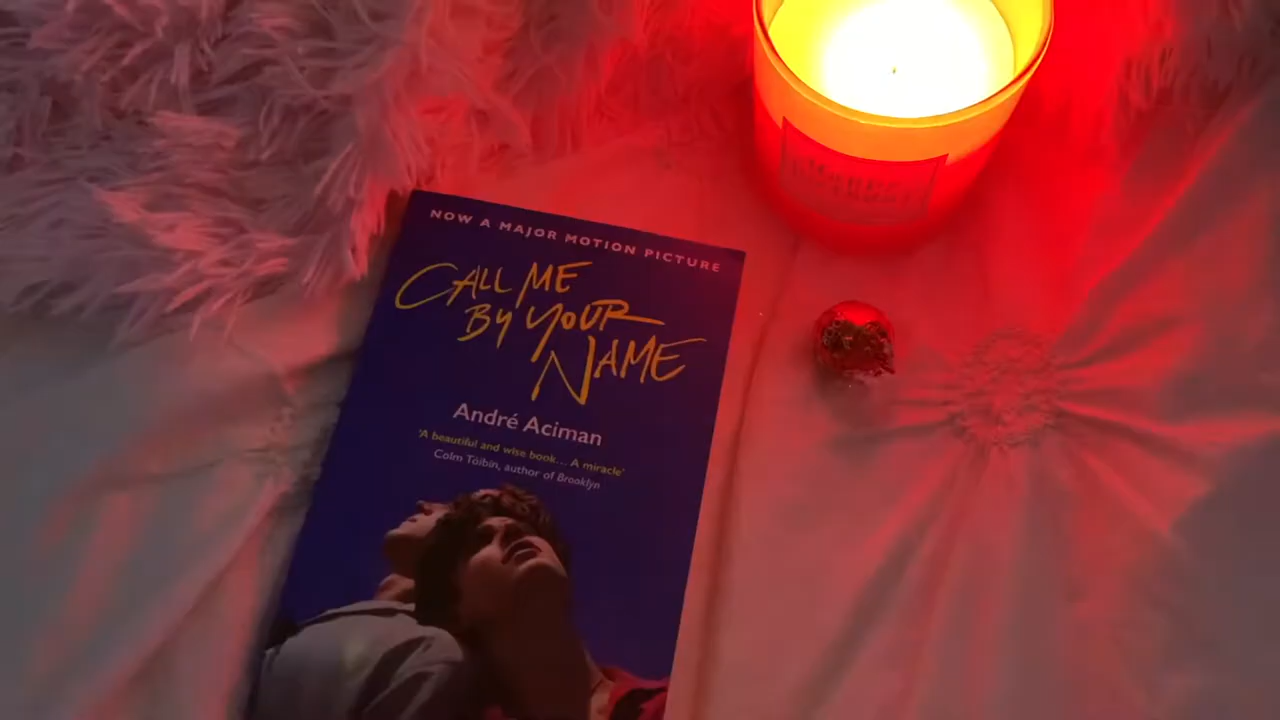 NOW A MAJOR MOTION PICTURE
CALL ME
BY YOUR
NAME
André Aciman
'A beautiful and wise book... A miracle'
Colm Tóibín, author of Brooklyn